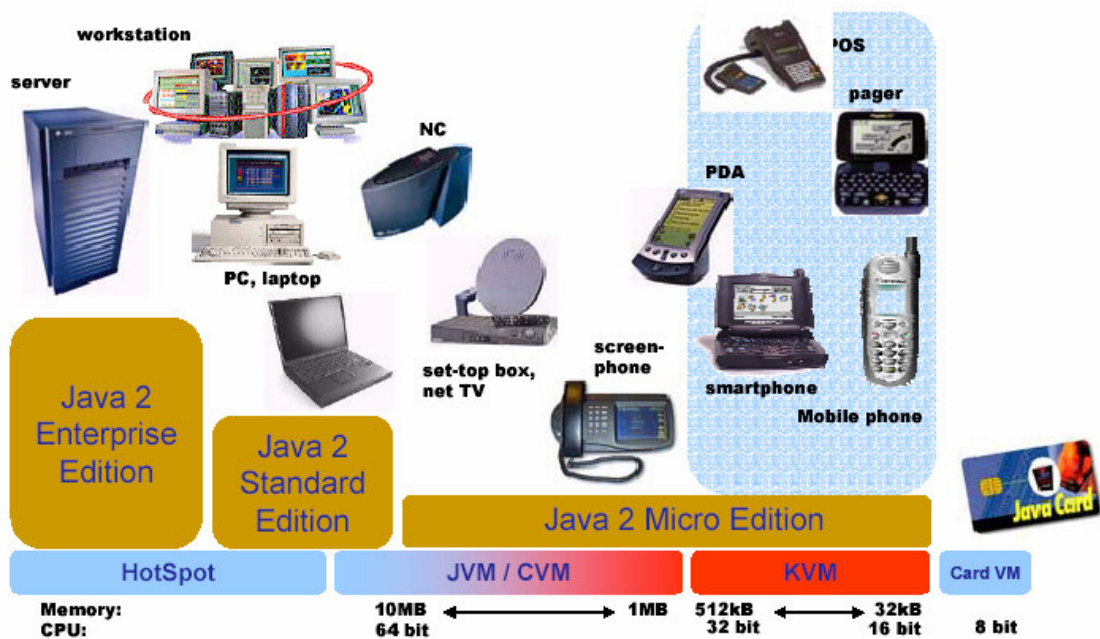 workstation
server
NC
POS
pager
PDA
PC, laptop
set-top box,
net TV
screen-
phone
smartphone
Mobile phone
Java 2
Enterprise
Edition
Java 2
Standard
Edition
Java 2 Micro Edition
Java Card
HotSpot
JVM / CVM
KVM
Card VM
Memory: 10MB 1MB 512kB 32kB
CPU: 64 bit 32 bit 16 bit 8 bit